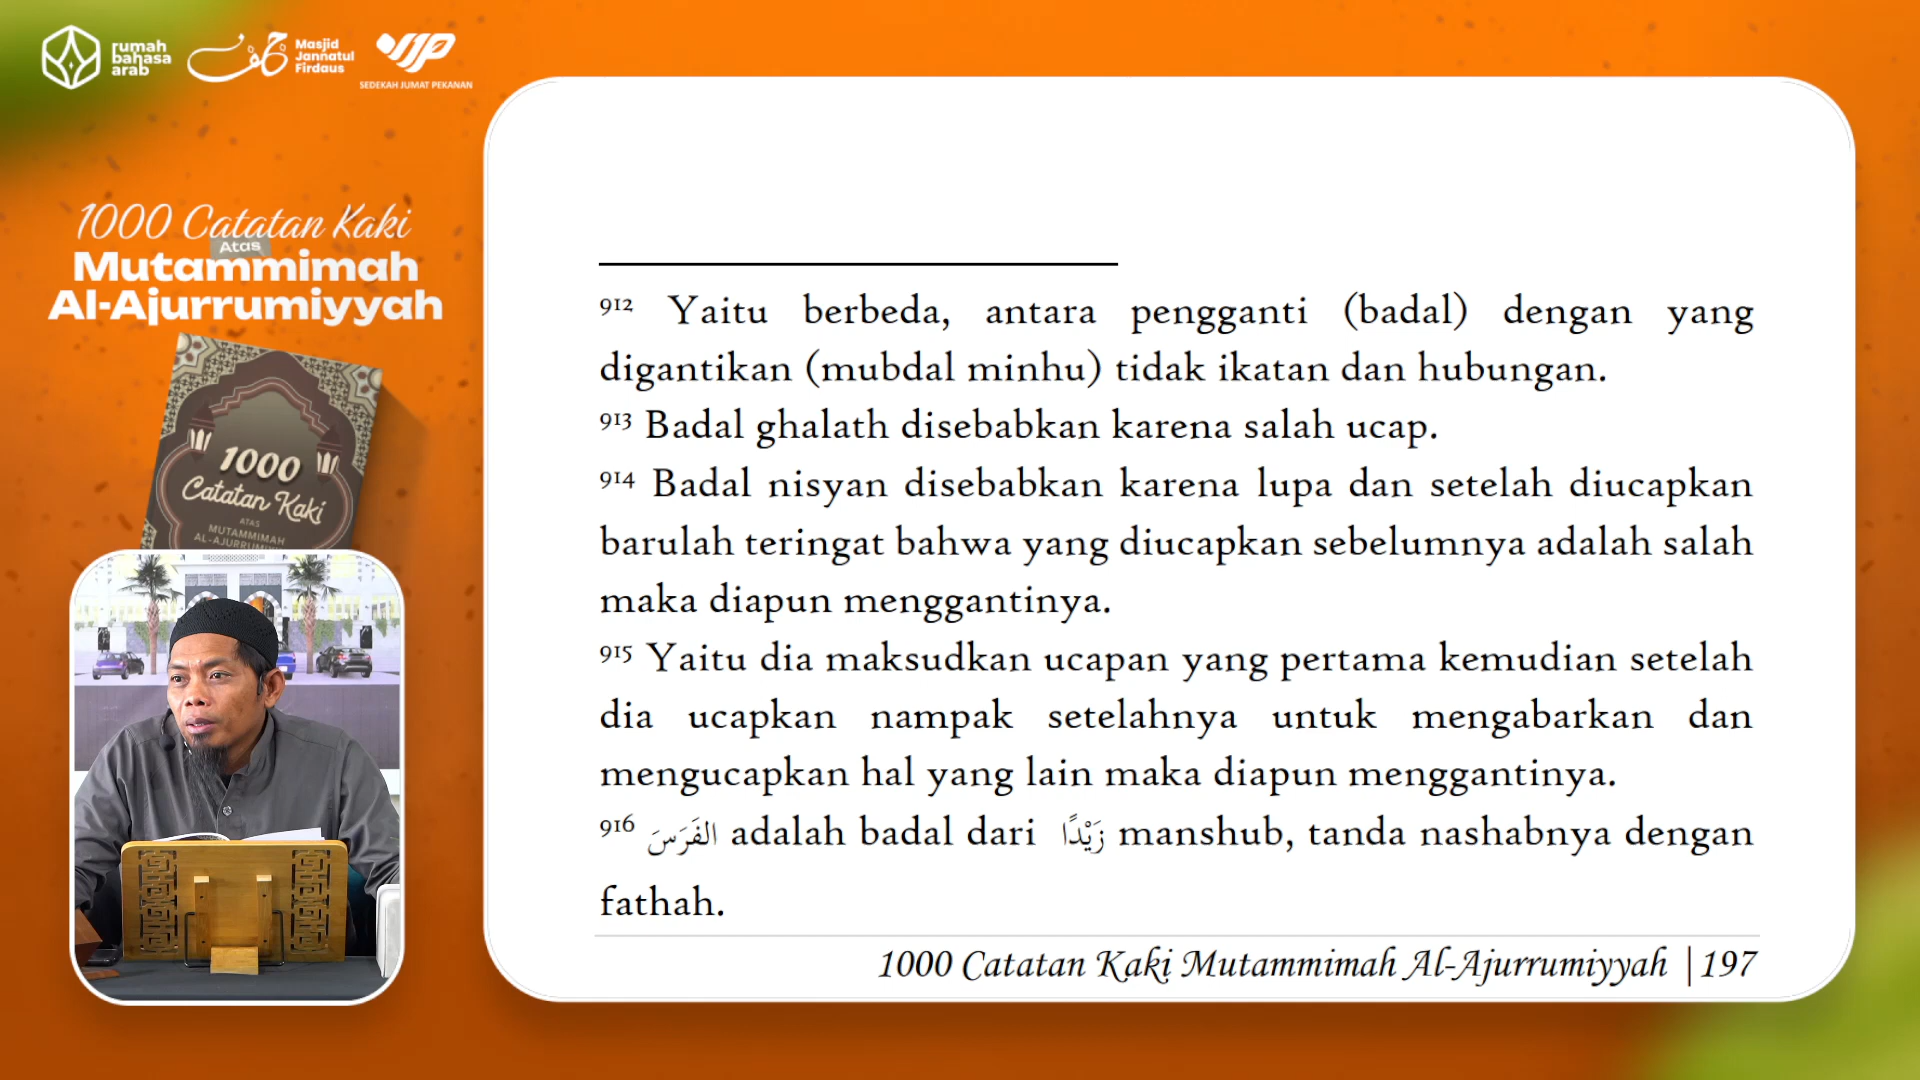 rumah
bahasa
arab
Masjid
Jannatul
Firdaus
VIP
SEDEKAH JUMAT PEKANAN
1000 Catatan Kaki
Atas
Mutammimah
Al-Ajurrumiyyah
1000
Catatan Kaki
ATAS
MUTAMMIMAH
912 Yaitu berbeda, antara pengganti (badal) dengan yang
digantikan (mubdal minhu) tidak ikatan dan hubungan.
913 Badal ghalath disebabkan karena salah ucap.
914 Badal nisyan disebabkan karena lupa dan setelah diucapkan
barulah teringat bahwa yang diucapkan sebelumnya adalah salah
maka diapun menggantinya.
915 Yaitu dia maksudkan ucapan yang pertama kemudian setelah
dia ucapkan nampak setelahnya untuk mengabarkan dan
mengucapkan hal yang lain maka diapun menggantinya.
916 الفَرَسَ adalah badal dari زَيْدًا manshub, tanda nashabnya dengan
fathah.
1000 Catatan Kaki Mutammimah Al-Ajurrumiyyah |197